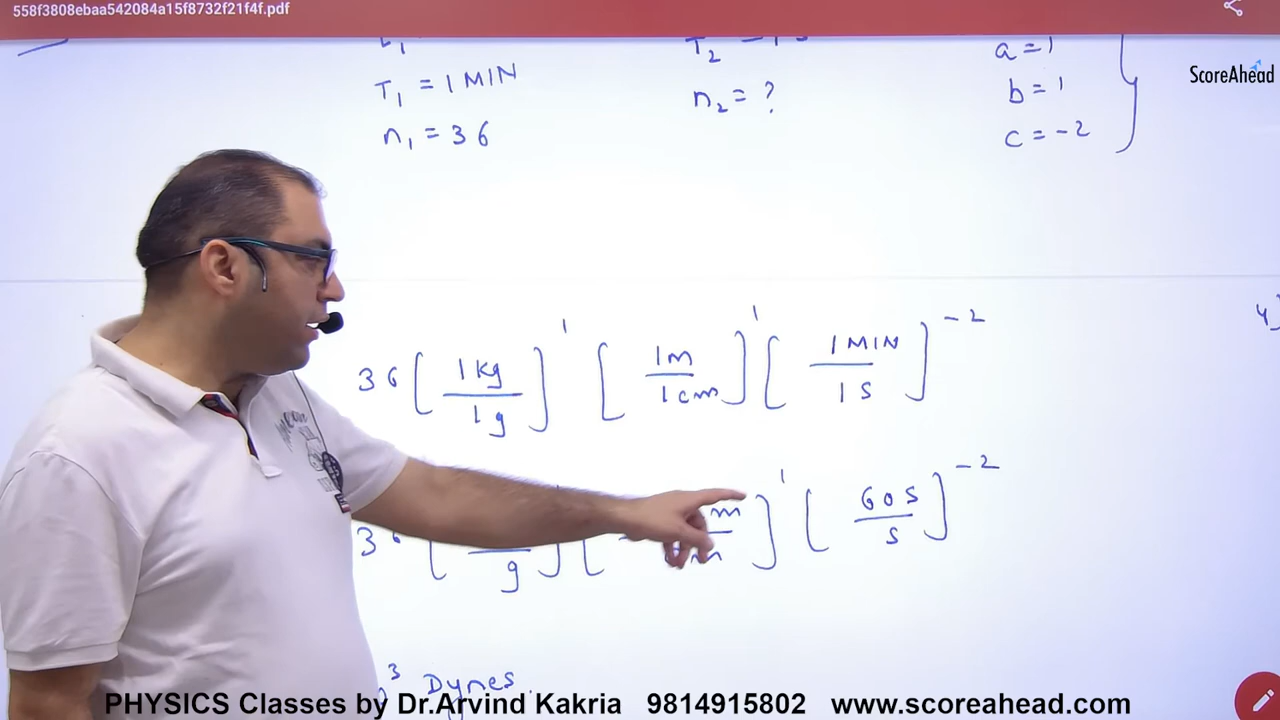 558f3808ebaa542084a15f8732f21f4f.pdf
ScoreAhead
a = 1
T₁ = 1 MIN
n₂ = ?
b = 1
n₁ = 36
c = -2
36 [ 1 kg / 1 g ]¹ [ 1m / 1 cm ]¹ [ 1 MIN / 1 S ]⁻²
g ] [ m ]¹ [ 60 S / S ]⁻²
Dynes
PHYSICS Classes by Dr.Arvind Kakria 9814915802 www.scoreahead.com